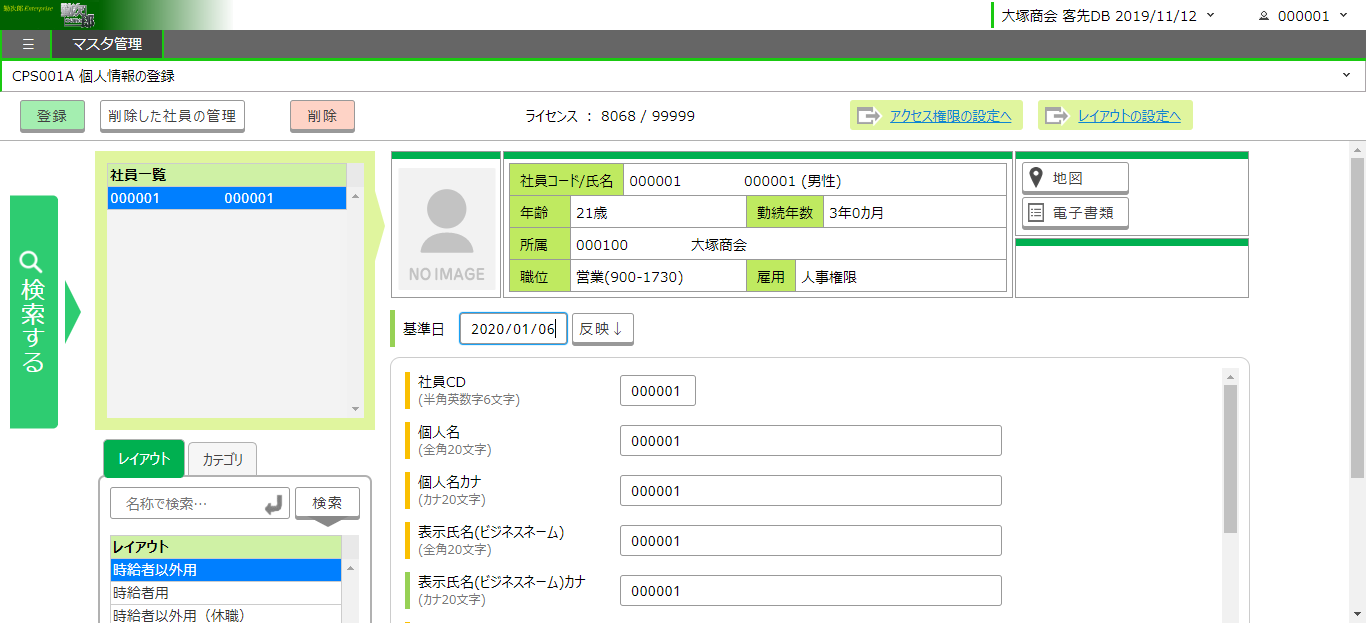 勤次郎Enterprise
大塚商会 客先DB 2019/11/12
000001
マスタ管理
CPS001A 個人情報の登録
登録 削除した社員の管理 削除 ライセンス ： 8068 / 99999 アクセス権限の設定へ レイアウトの設定へ
検索する
社員一覧
000001 000001
NO IMAGE
社員コード/氏名 000001 000001 (男性)
年齢 21歳 勤続年数 3年0カ月
所属 000100 大塚商会
職位 営業(900-1730) 雇用 人事権限
地図
電子書類
基準日 2020/01/06 反映↓
レイアウト カテゴリ
名称で検索… 検索
レイアウト
時給者以外用
時給者用
時給者以外用（休職）
社員CD 000001
(半角英数字6文字)
個人名 000001
(全角20文字)
個人名カナ 000001
(カナ20文字)
表示氏名(ビジネスネーム) 000001
(全角20文字)
表示氏名(ビジネスネーム)カナ 000001
(カナ20文字)